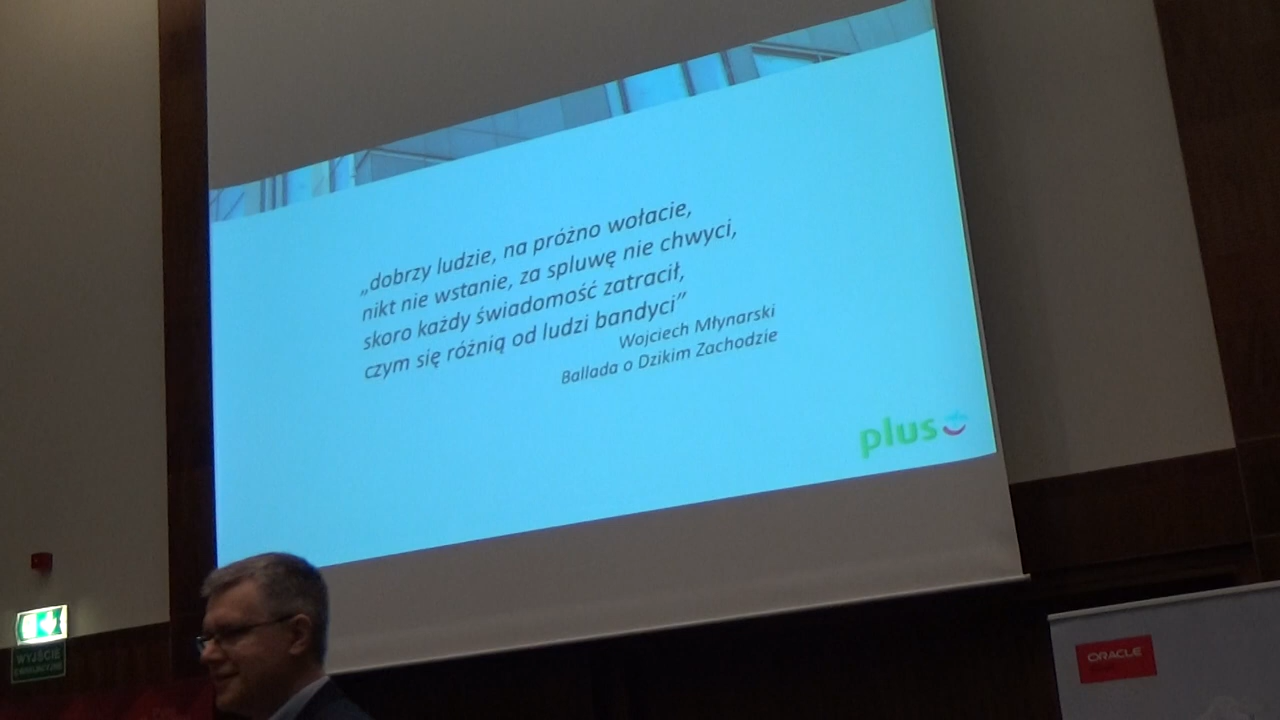 „dobrzy ludzie, na próżno wołacie,
nikt nie wstanie, za spluwę nie chwyci,
skoro każdy świadomość zatracił,
czym się różnią od ludzi bandyci”
Wojciech Młynarski
Ballada o Dzikim Zachodzie
plus
WYJŚCIE
EWAKUACYJNE
ORACLE